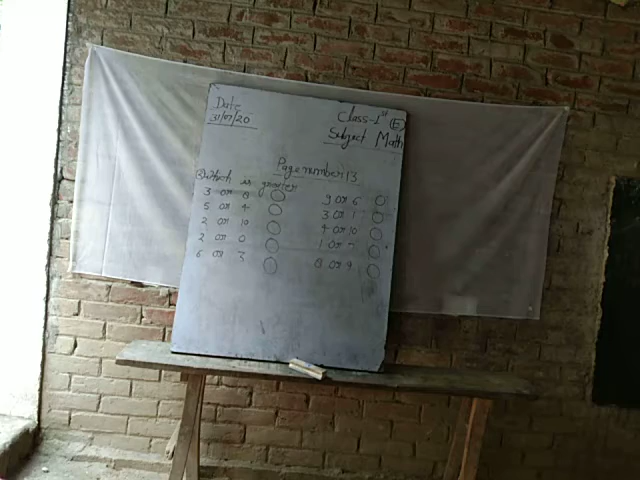 Date
31/07/20
Class-1st (E)
Subject Math
Page number 13
Which is greater
3 or 8
5 or 4
2 or 10
2 or 0
6 or 3
9 or 6
3 or 1
4 or 10
1 or 7
8 or 9